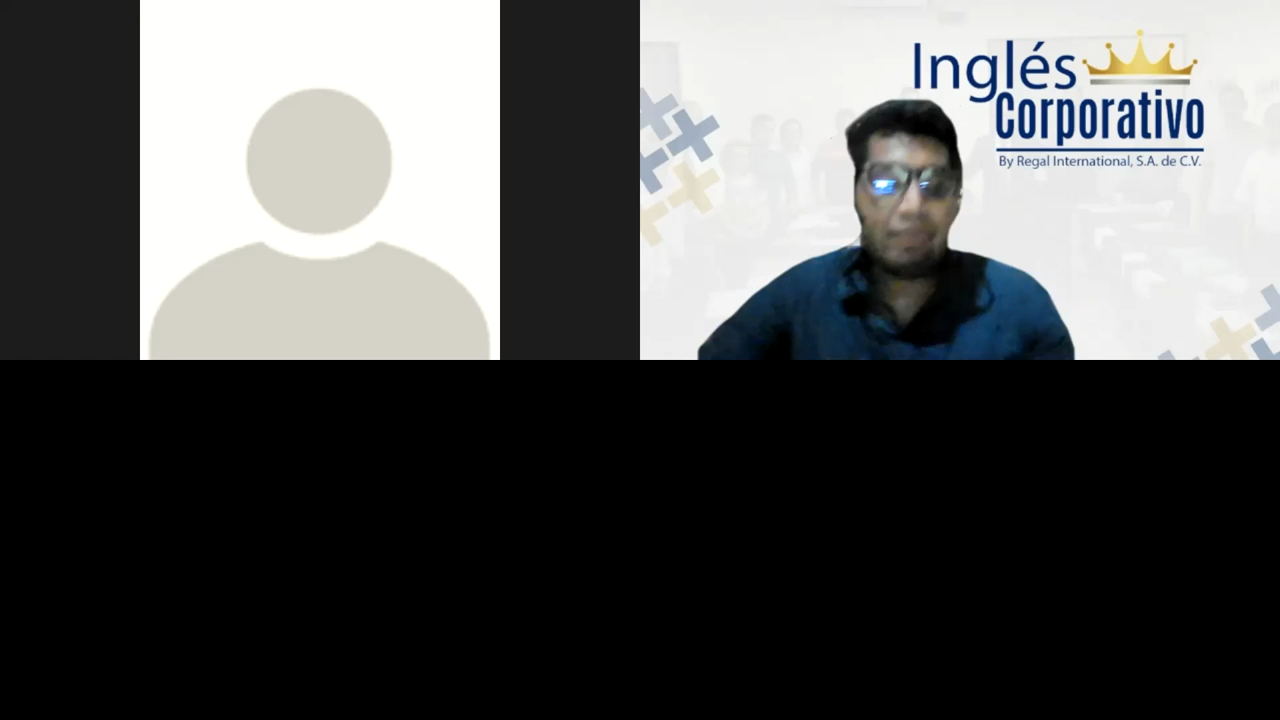 Inglés
Corporativo
By Regal International, S.A. de C.V.